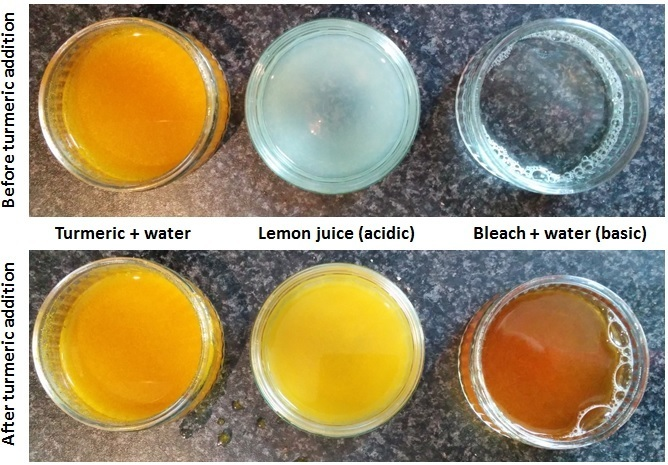 Before turmeric addition
Turmeric + water
Lemon juice (acidic)
Bleach + water (basic)
After turmeric addition